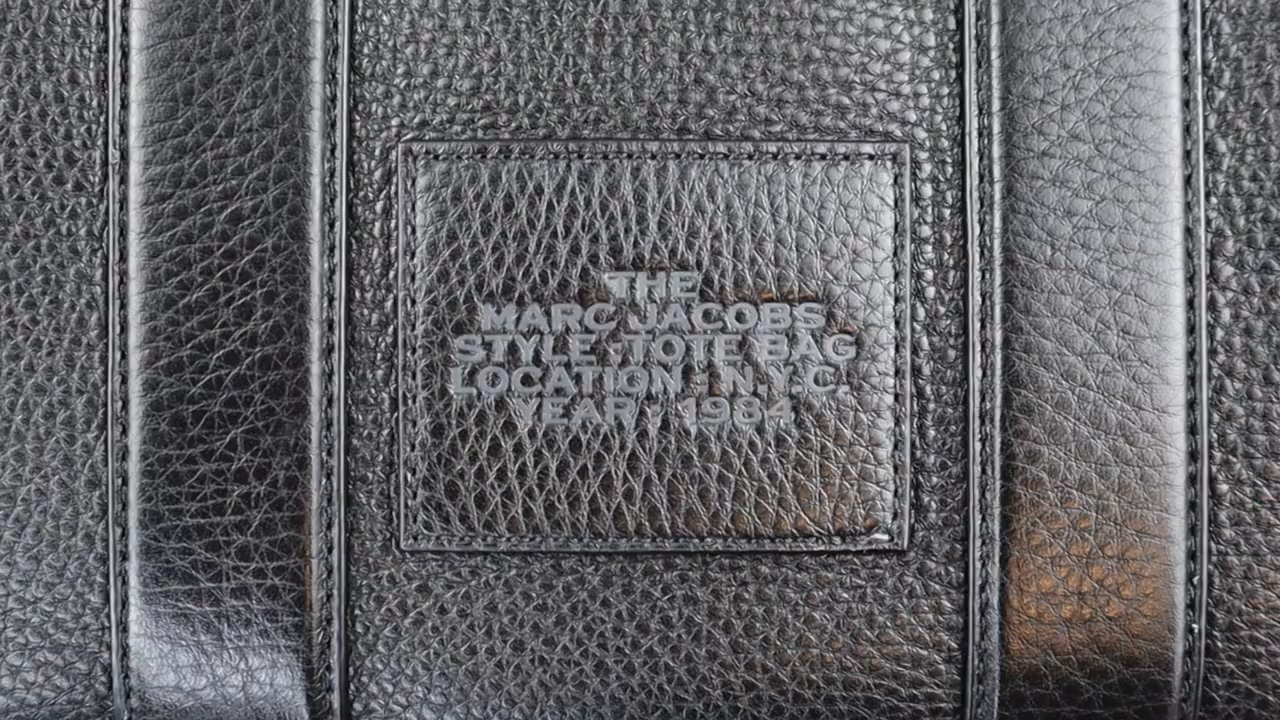 THE
MARC JACOBS
STYLE :TOTE BAG
LOCATION : N.Y.C.
YEAR : 1984